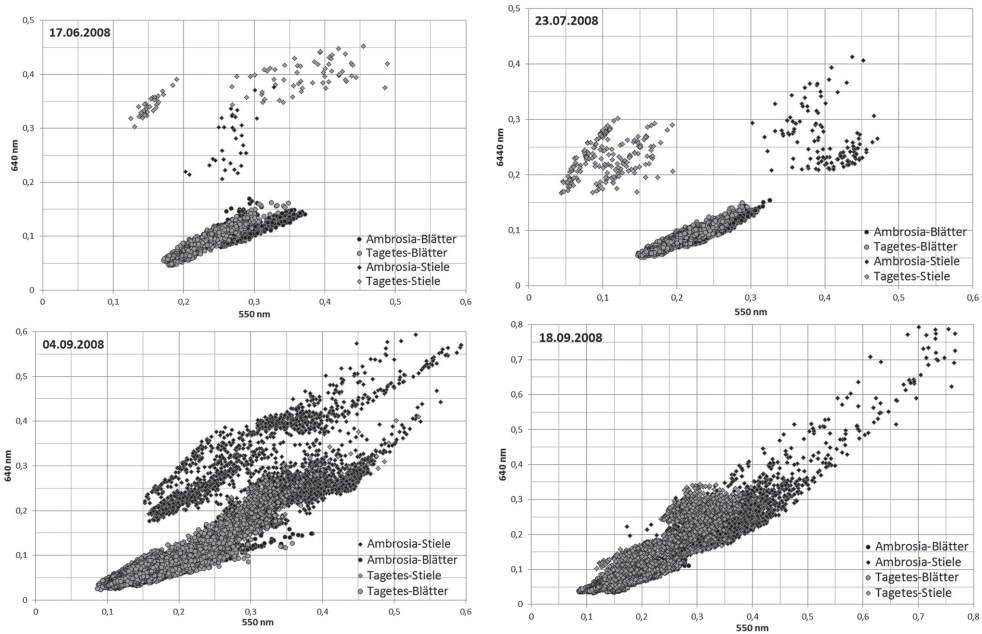 17.06.2008
640 nm
0,5
0,4
0,3
0,2
0,1
0
0 0,1 0,2 0,3 0,4 0,5 0,6
550 nm
Ambrosia-Blätter
Tagetes-Blätter
Ambrosia-Stiele
Tagetes-Stiele
23.07.2008
6440 nm
0,5
0,4
0,3
0,2
0,1
0
0 0,1 0,2 0,3 0,4 0,5 0,6
550 nm
Ambrosia-Blätter
Tagetes-Blätter
Ambrosia-Stiele
Tagetes-Stiele
04.09.2008
640 nm
0,6
0,5
0,4
0,3
0,2
0,1
0
0 0,1 0,2 0,3 0,4 0,5 0,6
550 nm
Ambrosia-Stiele
Ambrosia-Blätter
Tagetes-Stiele
Tagetes-Blätter
18.09.2008
640 nm
0,8
0,7
0,6
0,5
0,4
0,3
0,2
0,1
0
0 0,1 0,2 0,3 0,4 0,5 0,6 0,7 0,8
550 nm
Ambrosia-Blätter
Ambrosia-Stiele
Tagetes-Blätter
Tagetes-Stiele